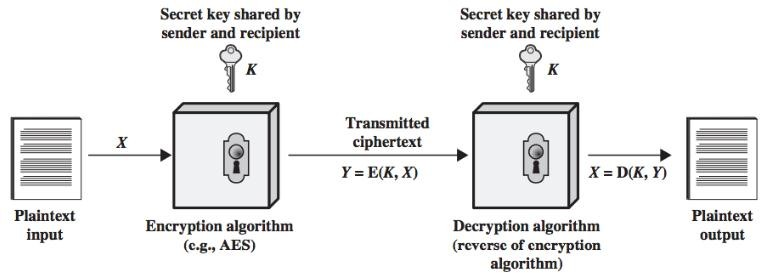 Secret key shared by
sender and recipient
K
Secret key shared by
sender and recipient
K
X
Transmitted
ciphertext
Y = E(K, X)
X = D(K, Y)
Plaintext
input
Encryption algorithm
(e.g., AES)
Decryption algorithm
(reverse of encryption
algorithm)
Plaintext
output